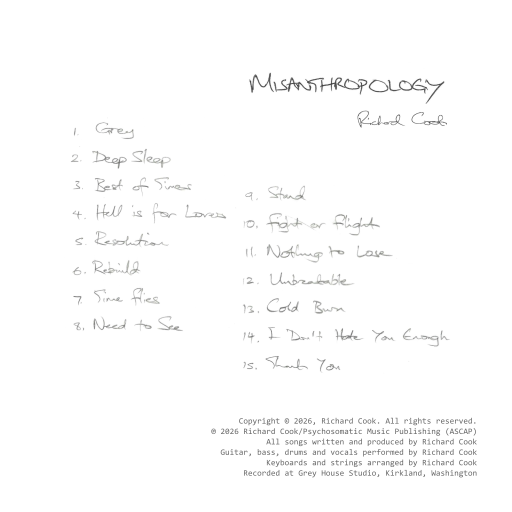 MISANTHROPOLOGY
Richard Cook
1. Grey
2. Deep Sleep
3. Best of Times
4. Hell is for Lovers
5. Resolution
6. Rebuild
7. Time Flies
8. Need to See
9. Stand
10. Fight or Flight
11. Nothing to Lose
12. Unbreakable
13. Cold Burn
14. I Don't Hate You Enough
15. Thank You
Copyright © 2026, Richard Cook. All rights reserved.
℗ 2026 Richard Cook/Psychosomatic Music Publishing (ASCAP)
All songs written and produced by Richard Cook
Guitar, bass, drums and vocals performed by Richard Cook
Keyboards and strings arranged by Richard Cook
Recorded at Grey House Studio, Kirkland, Washington